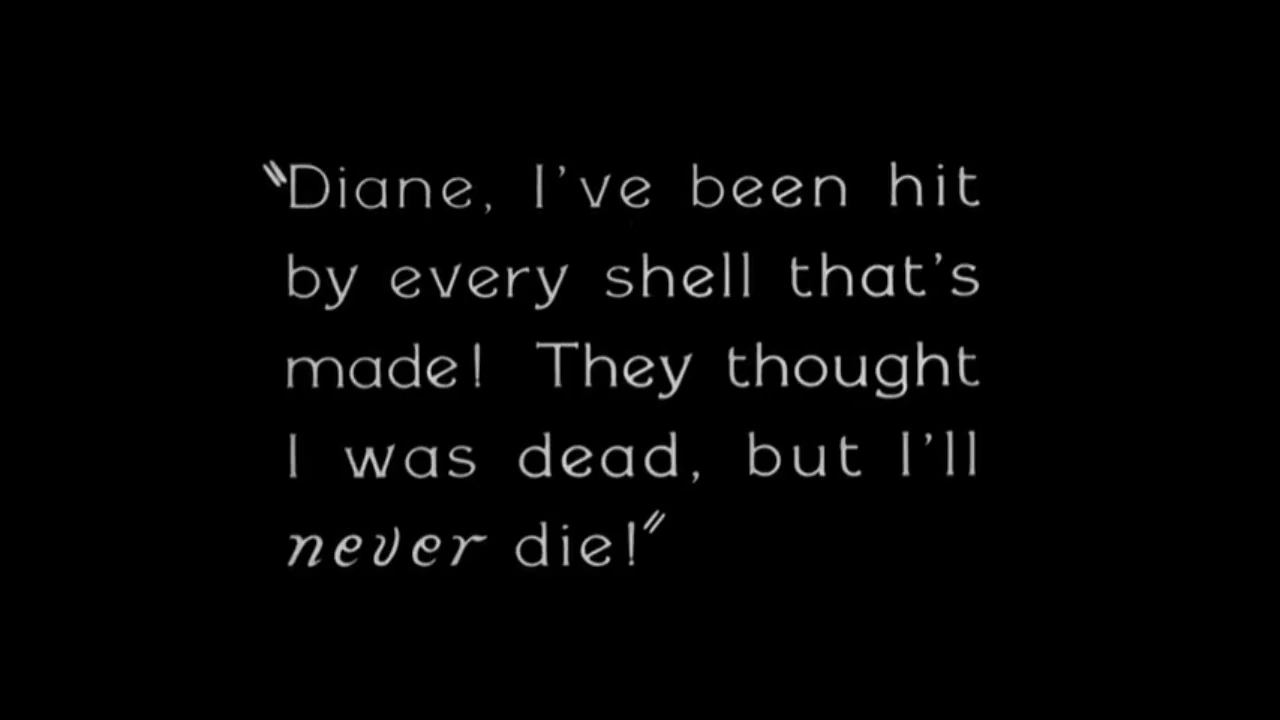 "Diane, I've been hit
by every shell that's
made! They thought
I was dead, but I'll
never die!"